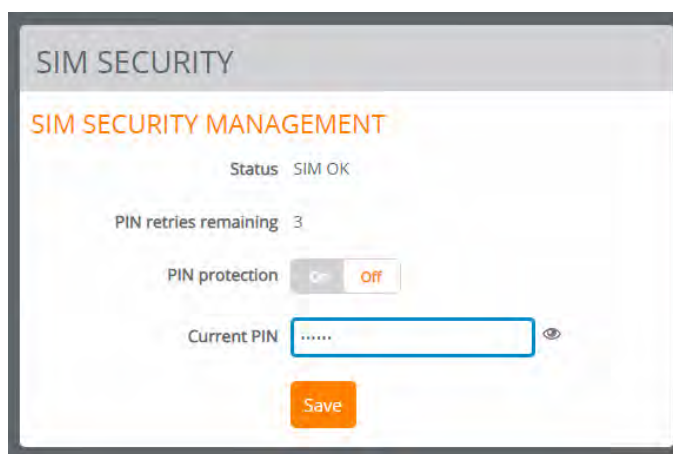 SIM SECURITY
SIM SECURITY MANAGEMENT
Status SIM OK
PIN retries remaining 3
PIN protection On Off
Current PIN ······
Save